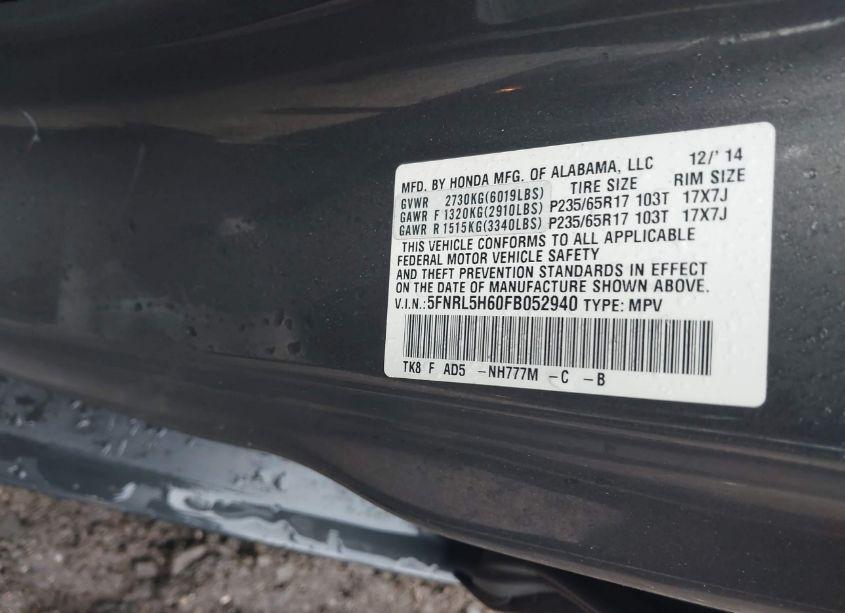 MFD. BY HONDA MFG. OF ALABAMA, LLC 12/' 14
GVWR 2730KG(6019LBS) TIRE SIZE RIM SIZE
GAWR F 1320KG(2910LBS) P235/65R17 103T 17X7J
GAWR R 1515KG(3340LBS) P235/65R17 103T 17X7J
THIS VEHICLE CONFORMS TO ALL APPLICABLE
FEDERAL MOTOR VEHICLE SAFETY
AND THEFT PREVENTION STANDARDS IN EFFECT
ON THE DATE OF MANUFACTURE SHOWN ABOVE.
V.I.N.: 5FNRL5H60FB052940 TYPE: MPV
TK8 F AD5 -NH777M -C -B